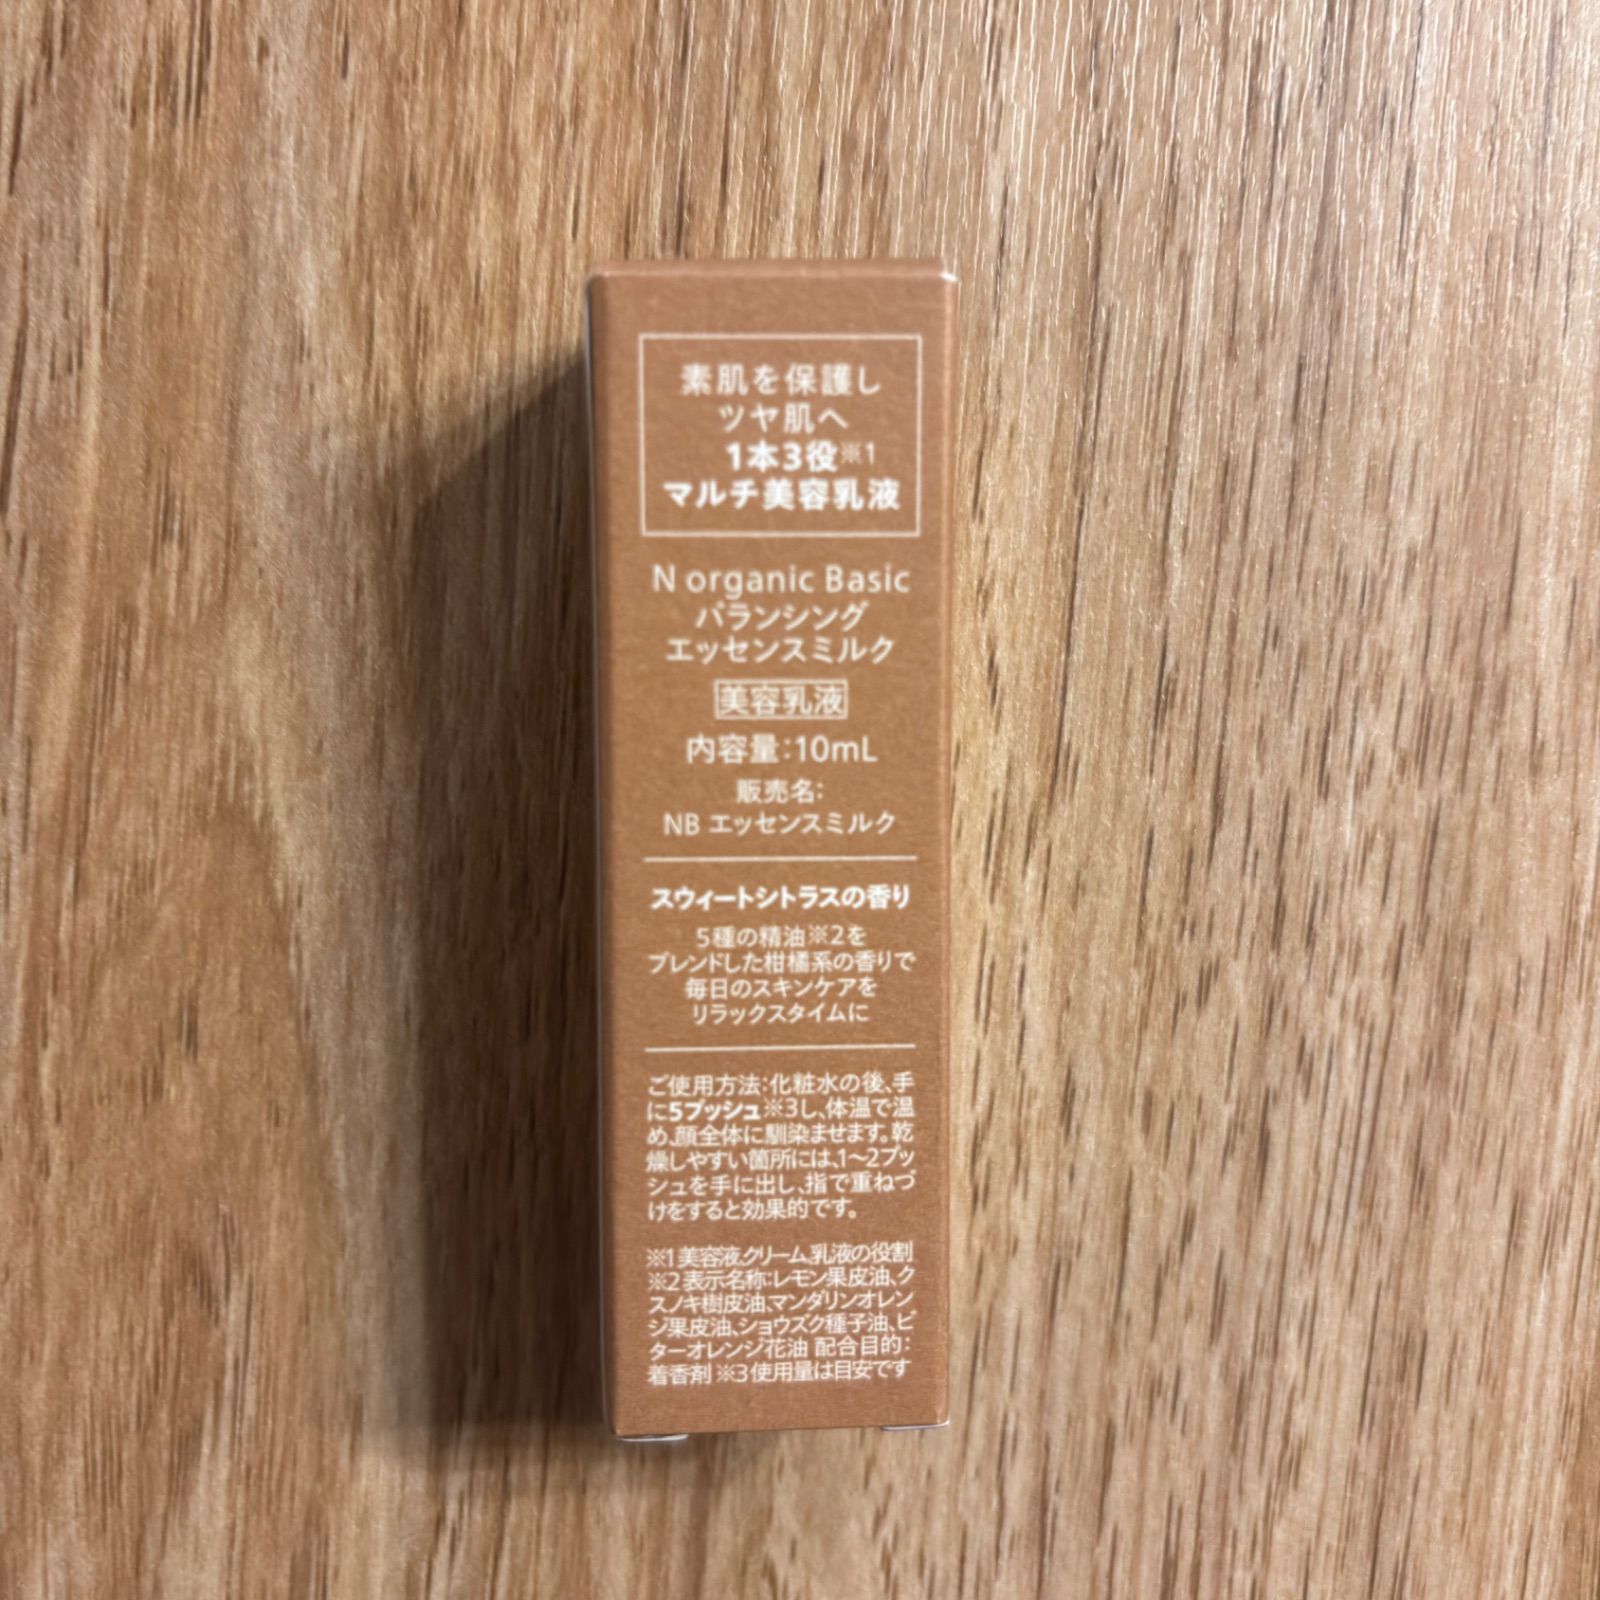 素肌を保護し
ツヤ肌へ
1本3役※1
マルチ美容乳液
N organic Basic
バランシング
エッセンスミルク
美容乳液
内容量:10mL
販売名:
NB エッセンスミルク
スウィートシトラスの香り
5種の精油※2を
ブレンドした柑橘系の香りで
毎日のスキンケアを
リラックスタイムに
ご使用方法:化粧水の後、手
に5プッシュ※3し、体温で温
め、顔全体に馴染ませます。乾
燥しやすい箇所には、1〜2プッ
シュを手に出し、指で重ねづ
けをすると効果的です。
※1 美容液、クリーム、乳液の役割
※2 表示名称:レモン果皮油、ク
スノキ樹皮油、マンダリンオレン
ジ果皮油、ショウズク種子油、ビ
ターオレンジ花油 配合目的:
着香剤 ※3 使用量は目安です